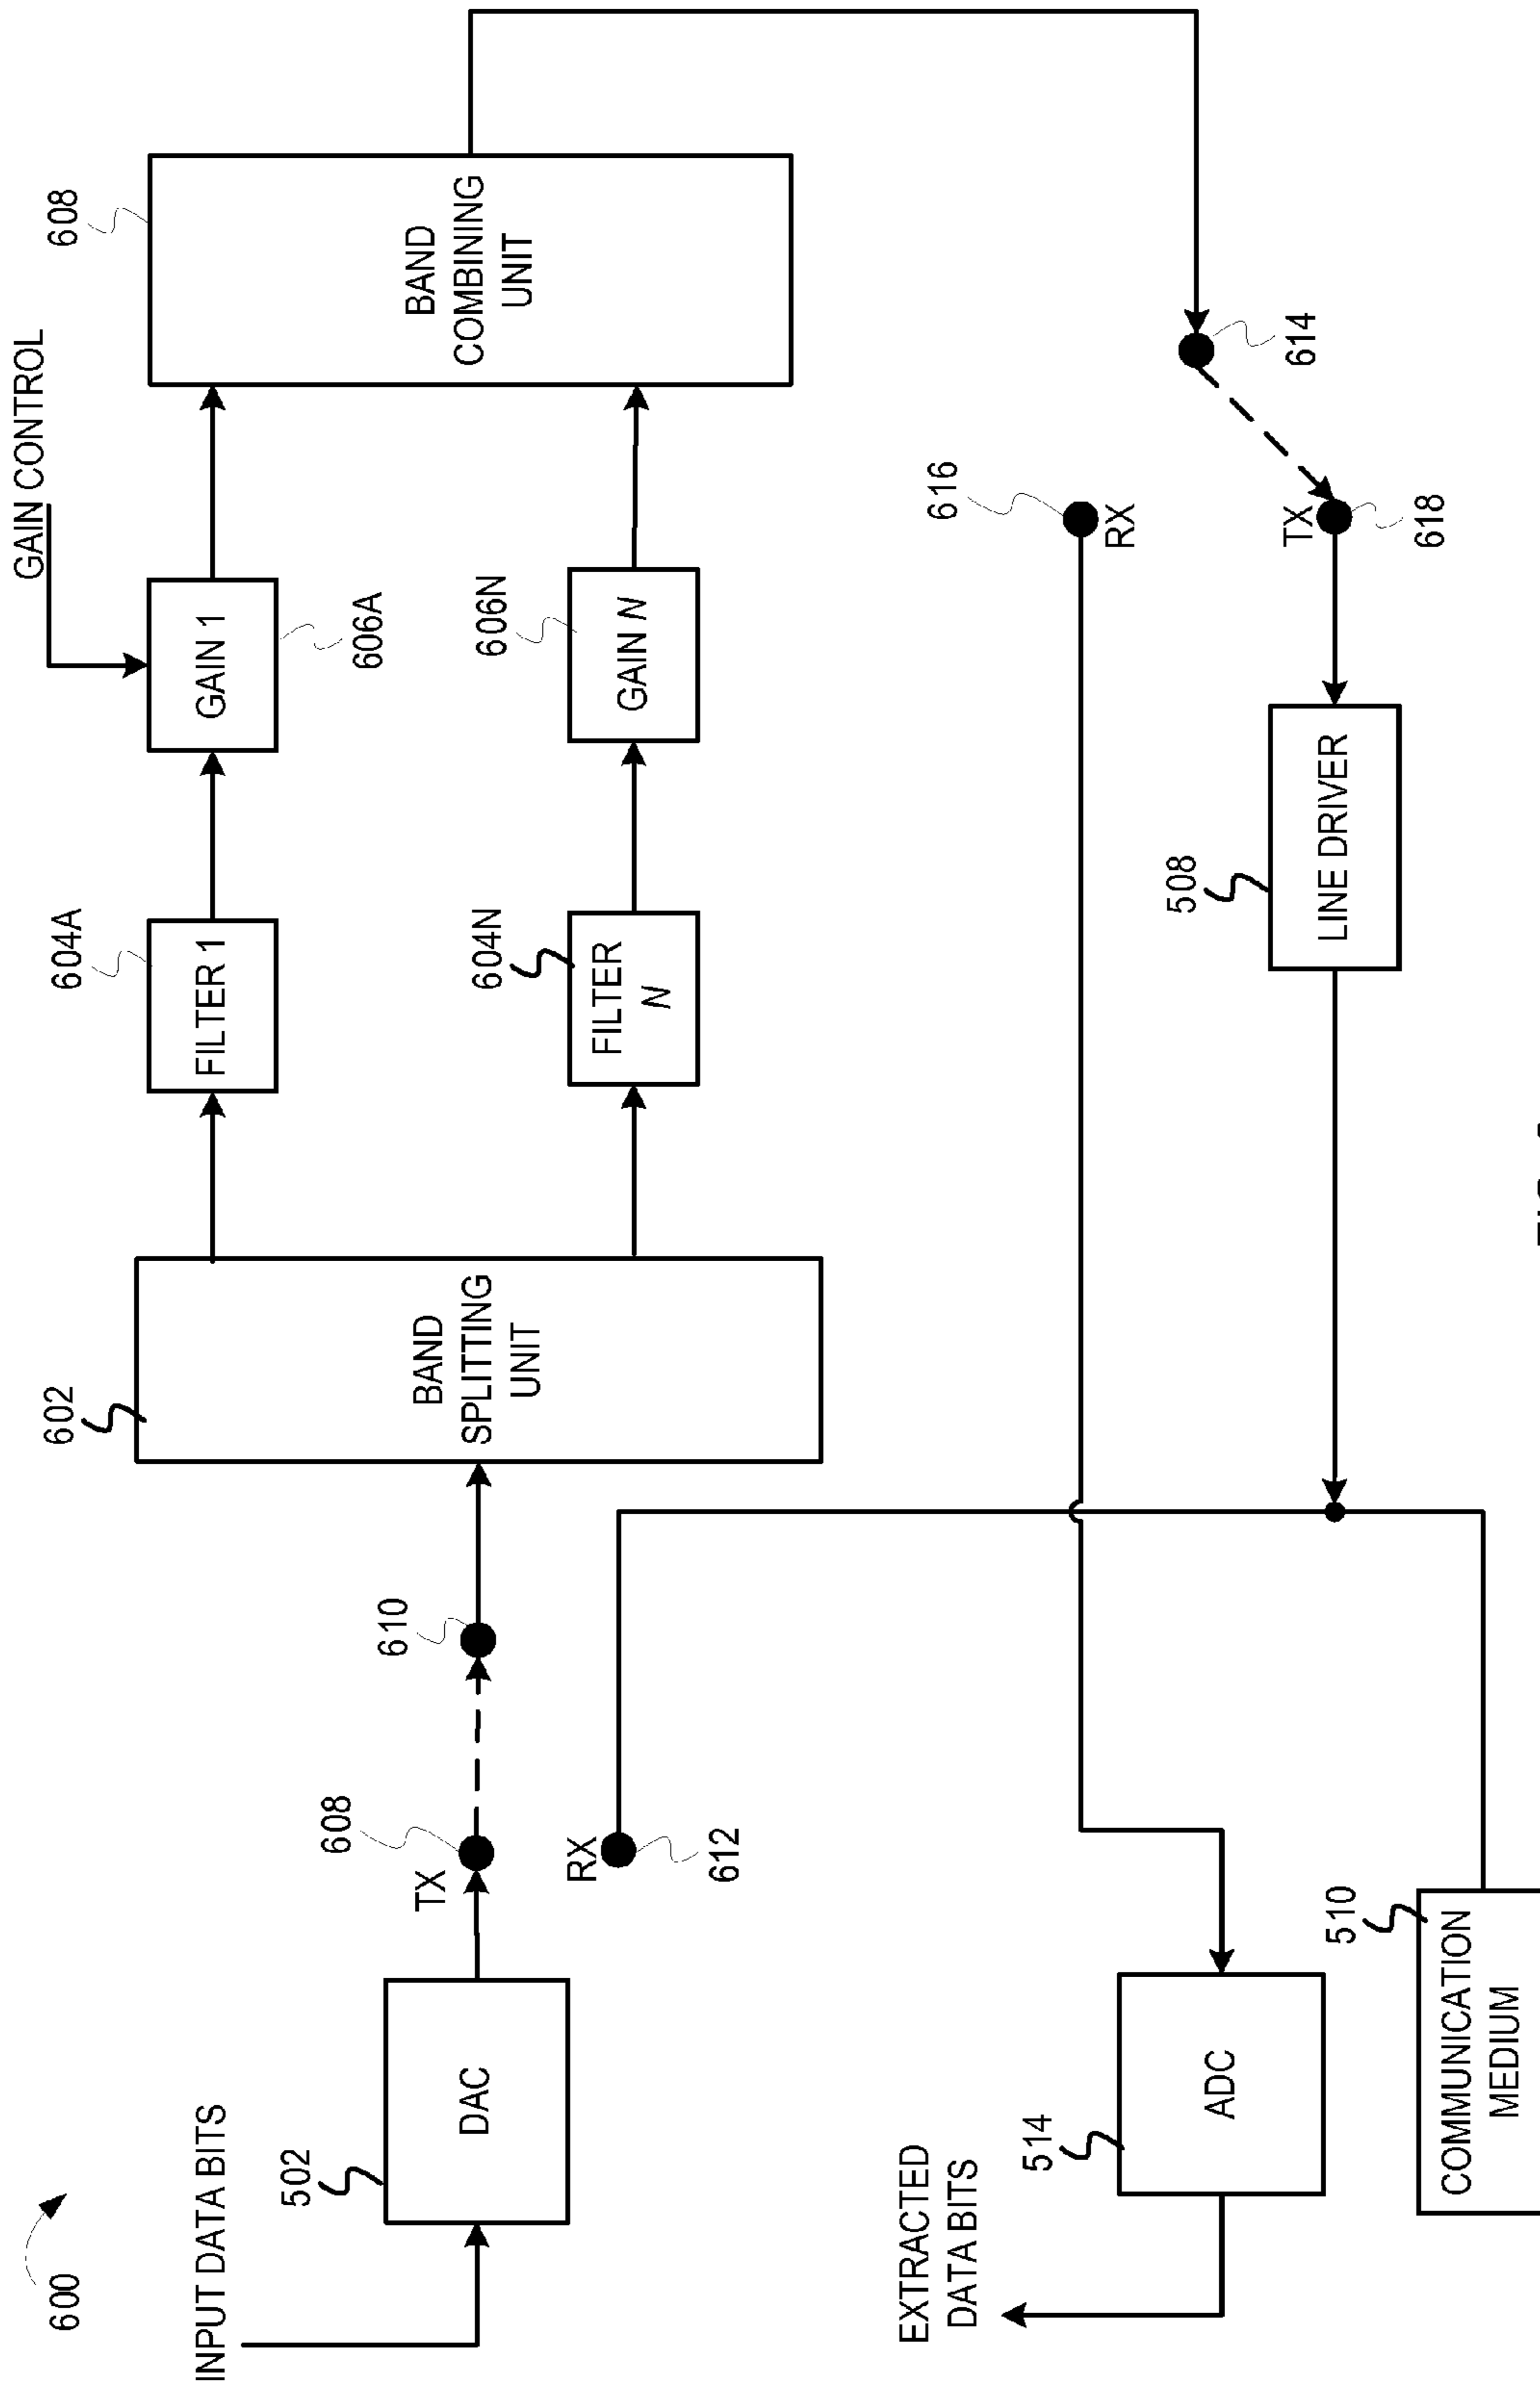 600
INPUT DATA BITS
502
DAC
TX
608
610
RX
612
602
BAND
SPLITTING
UNIT
604A
FILTER 1
604N
FILTER
N
GAIN CONTROL
GAIN 1
606A
606N
GAIN N
608
BAND
COMBINING
UNIT
616
RX
614
TX
618
508
LINE DRIVER
EXTRACTED
DATA BITS
514
ADC
510
COMMUNICATION
MEDIUM